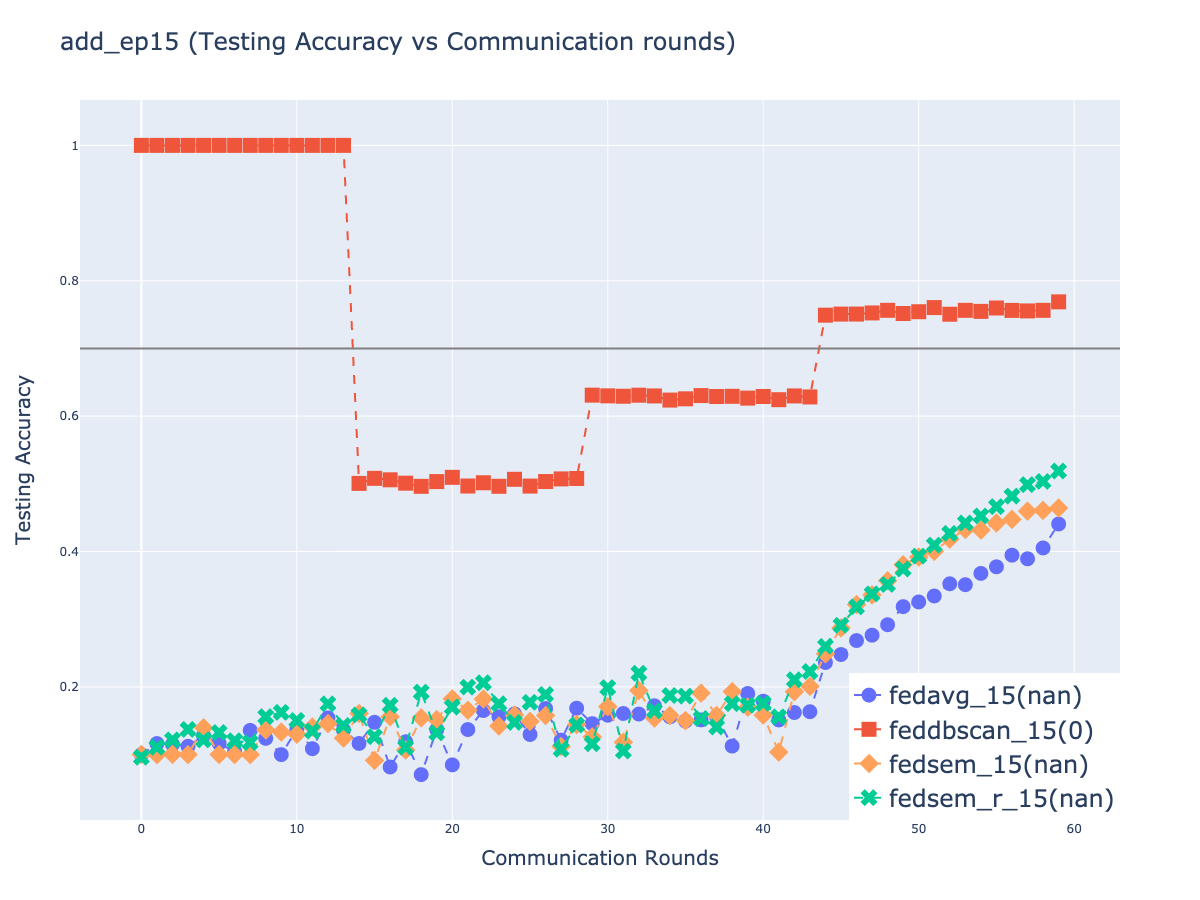 add_ep15 (Testing Accuracy vs Communication rounds)
1
0.8
0.6
0.4
0.2
Testing Accuracy
0 10 20 30 40 50 60
Communication Rounds
fedavg_15(nan)
feddbscan_15(0)
fedsem_15(nan)
fedsem_r_15(nan)